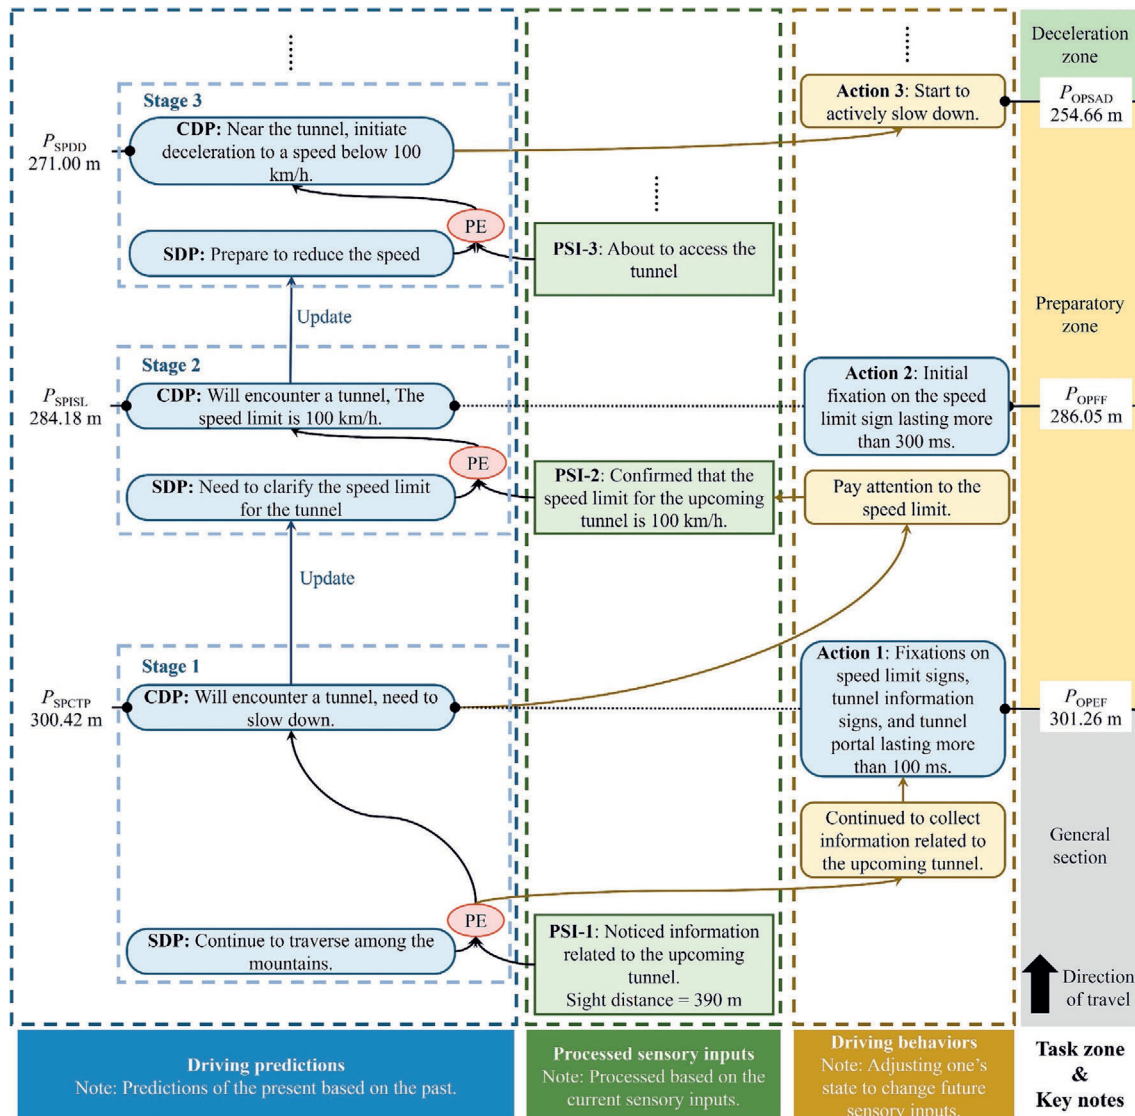 Deceleration
zone
Stage 3
CDP: Near the tunnel, initiate
deceleration to a speed below 100
km/h.
P SPDD
271.00 m
Action 3: Start to
actively slow down.
P OPSAD
254.66 m
PE
SDP: Prepare to reduce the speed
PSI-3: About to access the
tunnel
Update
Preparatory
zone
Stage 2
CDP: Will encounter a tunnel, The
speed limit is 100 km/h.
P SPISL
284.18 m
Action 2: Initial
fixation on the speed
limit sign lasting more
than 300 ms.
P OPFF
286.05 m
PE
SDP: Need to clarify the speed limit
for the tunnel
PSI-2: Confirmed that the
speed limit for the upcoming
tunnel is 100 km/h.
Pay attention to the
speed limit.
Update
Stage 1
CDP: Will encounter a tunnel, need to
slow down.
P SPCTP
300.42 m
Action 1: Fixations on
speed limit signs,
tunnel information
signs, and tunnel
portal lasting more
than 100 ms.
P OPEF
301.26 m
Continued to collect
information related to
the upcoming tunnel.
General
section
PE
SDP: Continue to traverse among the
mountains.
PSI-1: Noticed information
related to the upcoming
tunnel.
Sight distance = 390 m
Direction
of travel
Driving predictions
Note: Predictions of the present based on the past.
Processed sensory inputs
Note: Processed based on the
current sensory inputs.
Driving behaviors
Note: Adjusting one's
state to change future
sensory inputs.
Task zone
&
Key notes